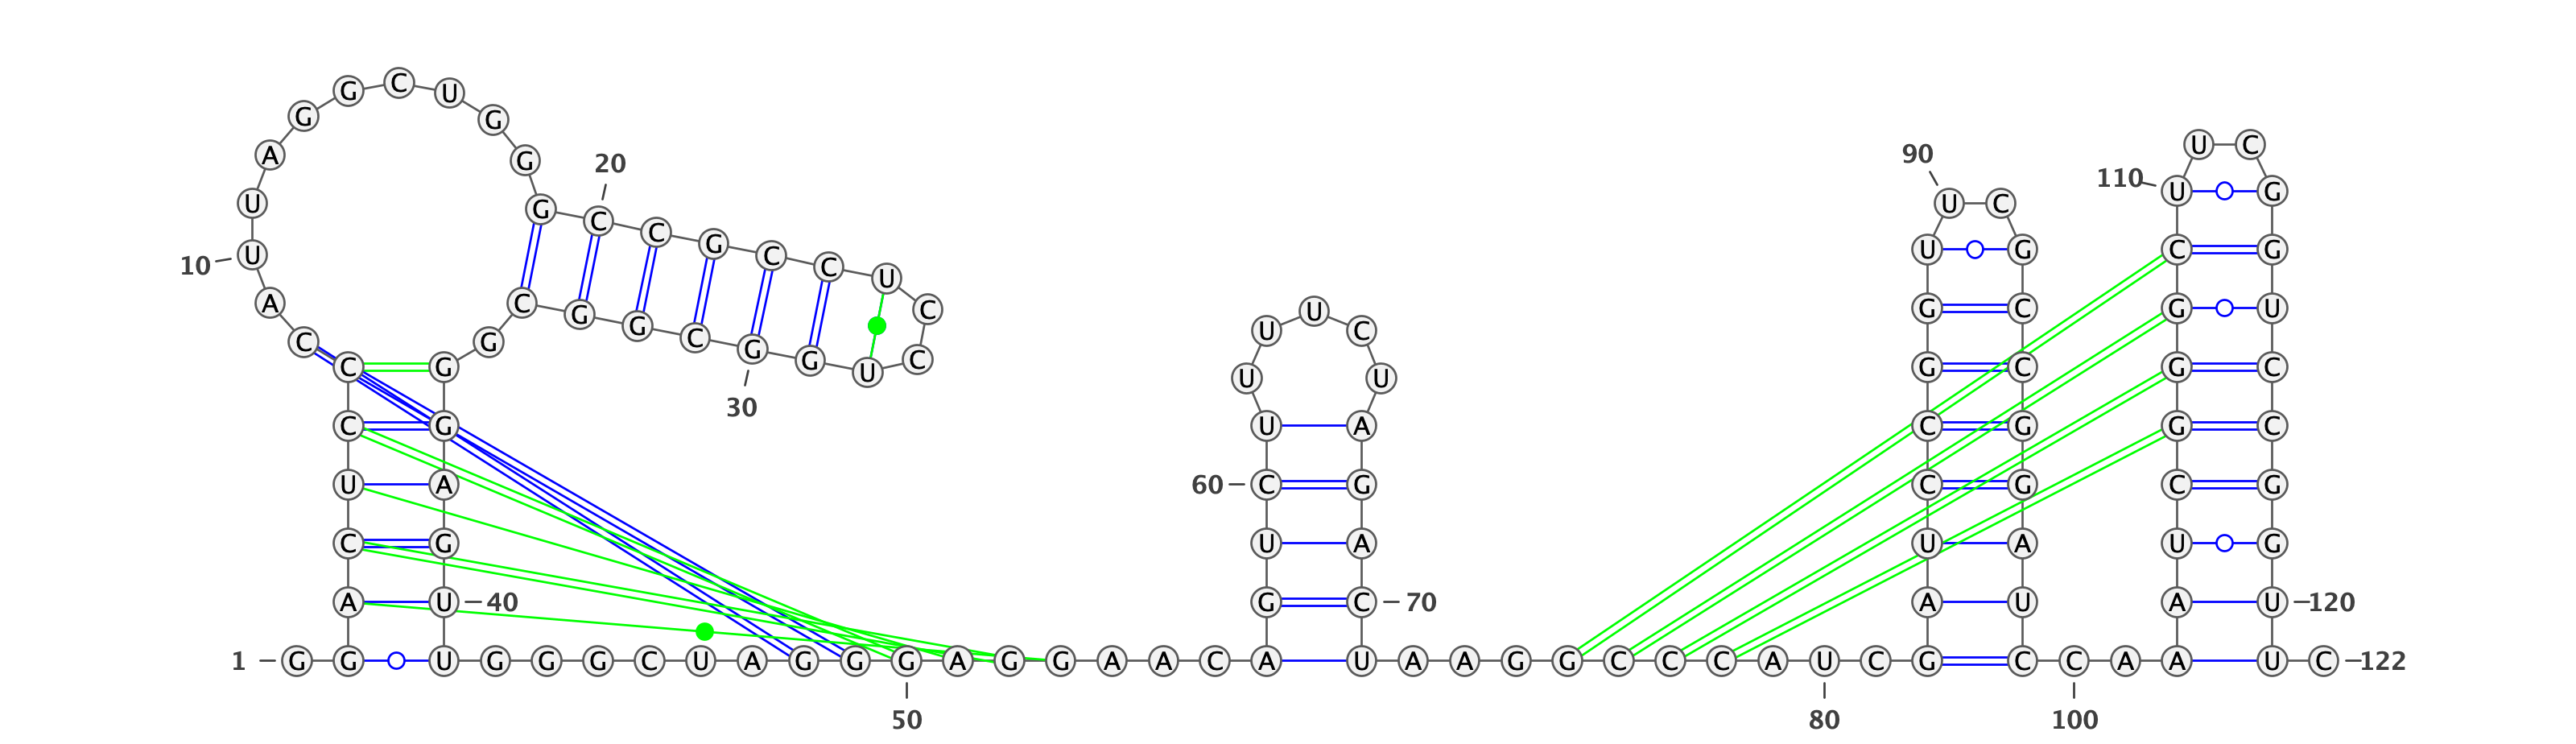 1
G G A C U C C C A U
10
U A G G C U G G G C
20
C G C C U C C U G G
30
C G G C G G G A G U
40
U G G G C U A G G G
50
A G G A A C A G U C
60
U U U U C U A G A C
70
U A A G G C C C A U
80
C G A U C C G G U U
90
C G C C G G A U C C
100
A A A U C G G G C U
110
U C G G U C C G G U
120
U C
122